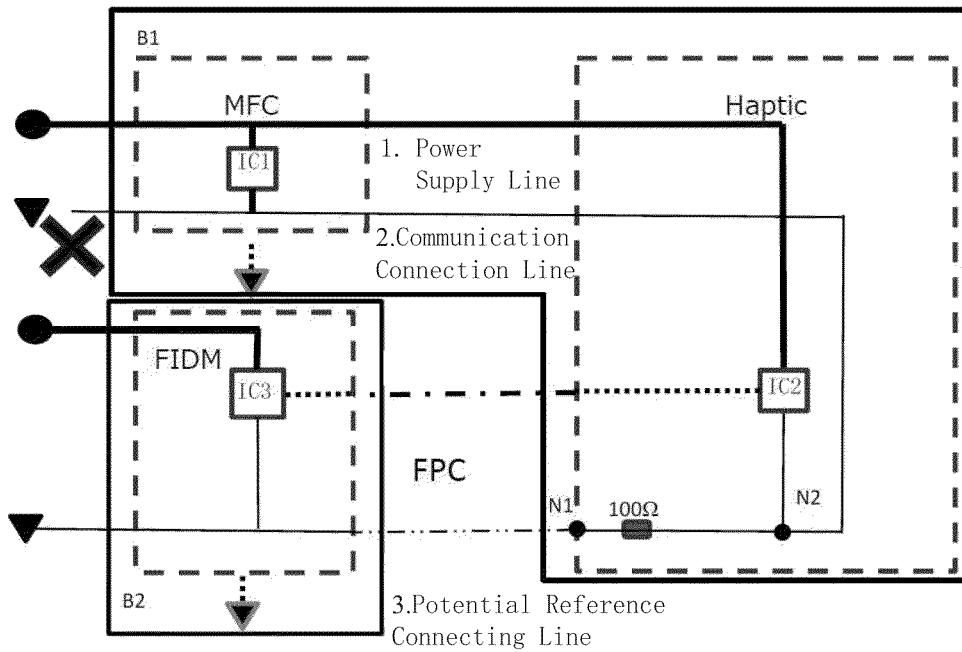 B1
MFC
Haptic
IC1
1. Power
Supply Line
2.Communication
Connection Line
FIDM
IC3
IC2
FPC
N1
100Ω
N2
B2
3.Potential Reference
Connecting Line